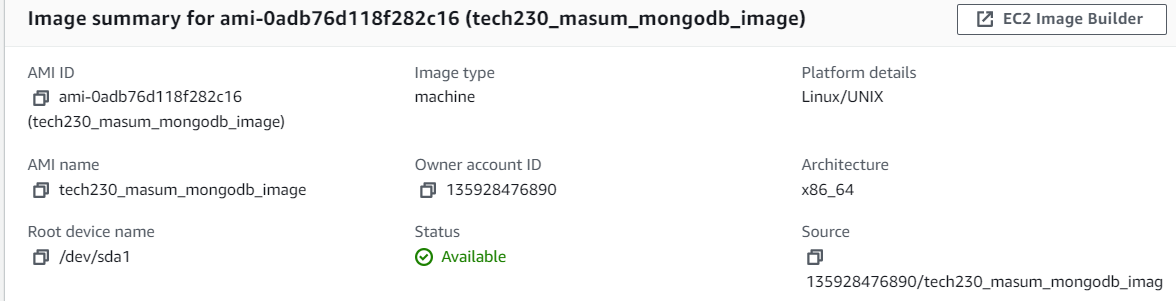 Image summary for ami-0adb76d118f282c16 (tech230_masum_mongodb_image)
EC2 Image Builder
AMI ID
Image type
Platform details
ami-0adb76d118f282c16
(tech230_masum_mongodb_image)
machine
Linux/UNIX
AMI name
Owner account ID
Architecture
tech230_masum_mongodb_image
135928476890
x86_64
Root device name
Status
Source
/dev/sda1
Available
135928476890/tech230_masum_mongodb_imag